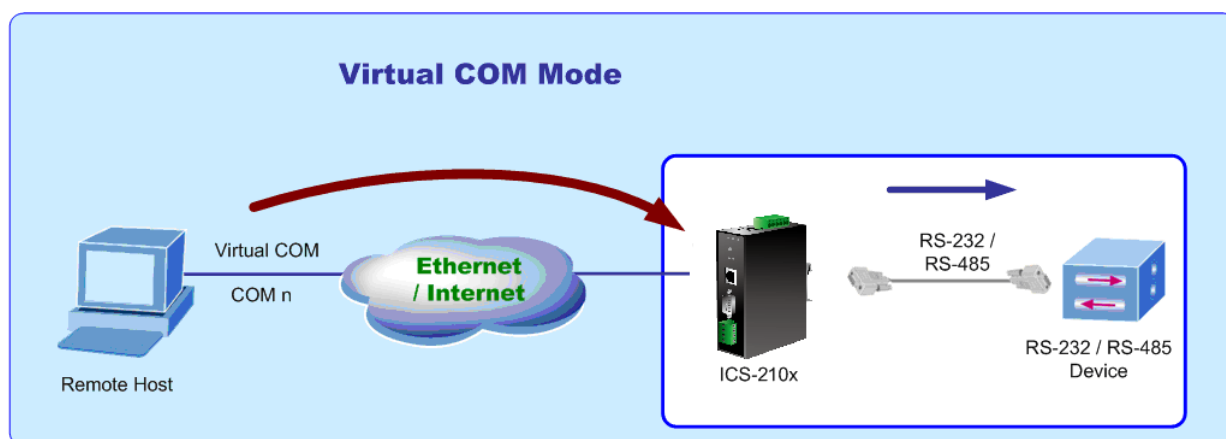 Virtual COM Mode
Virtual COM
COM n
Ethernet
/ Internet
RS-232 /
RS-485
Remote Host
ICS-210x
RS-232 / RS-485
Device